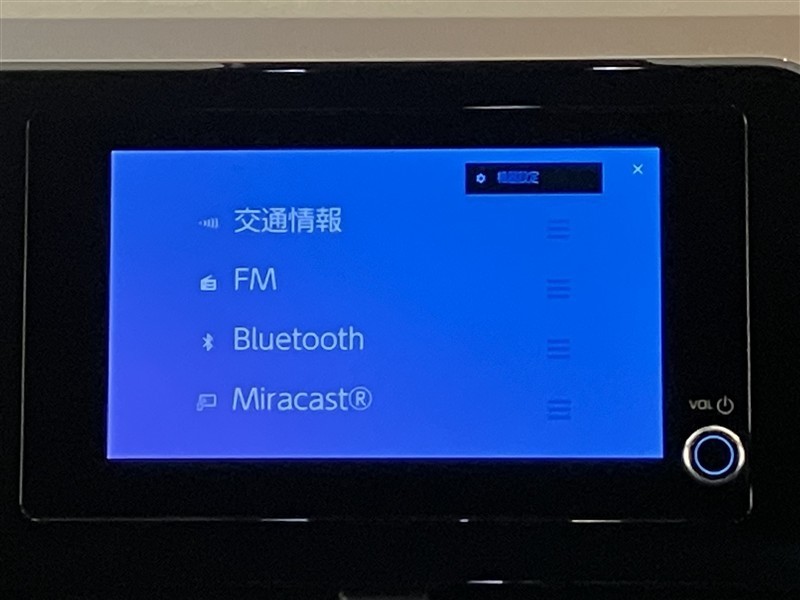 交通情報
FM
Bluetooth
Miracast®
VOL